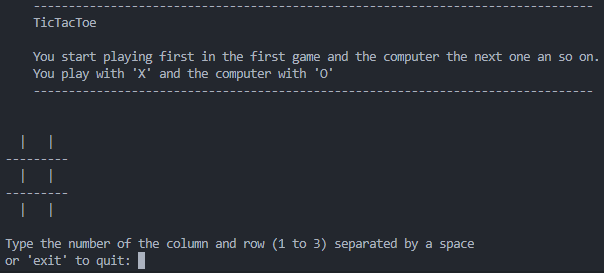 --------------------------------------------------------------------------------
TicTacToe
You start playing first in the first game and the computer the next one an so on.
You play with 'X' and the computer with 'O'
--------------------------------------------------------------------------------
|   |
---------
|   |
---------
|   |
Type the number of the column and row (1 to 3) separated by a space
or 'exit' to quit: